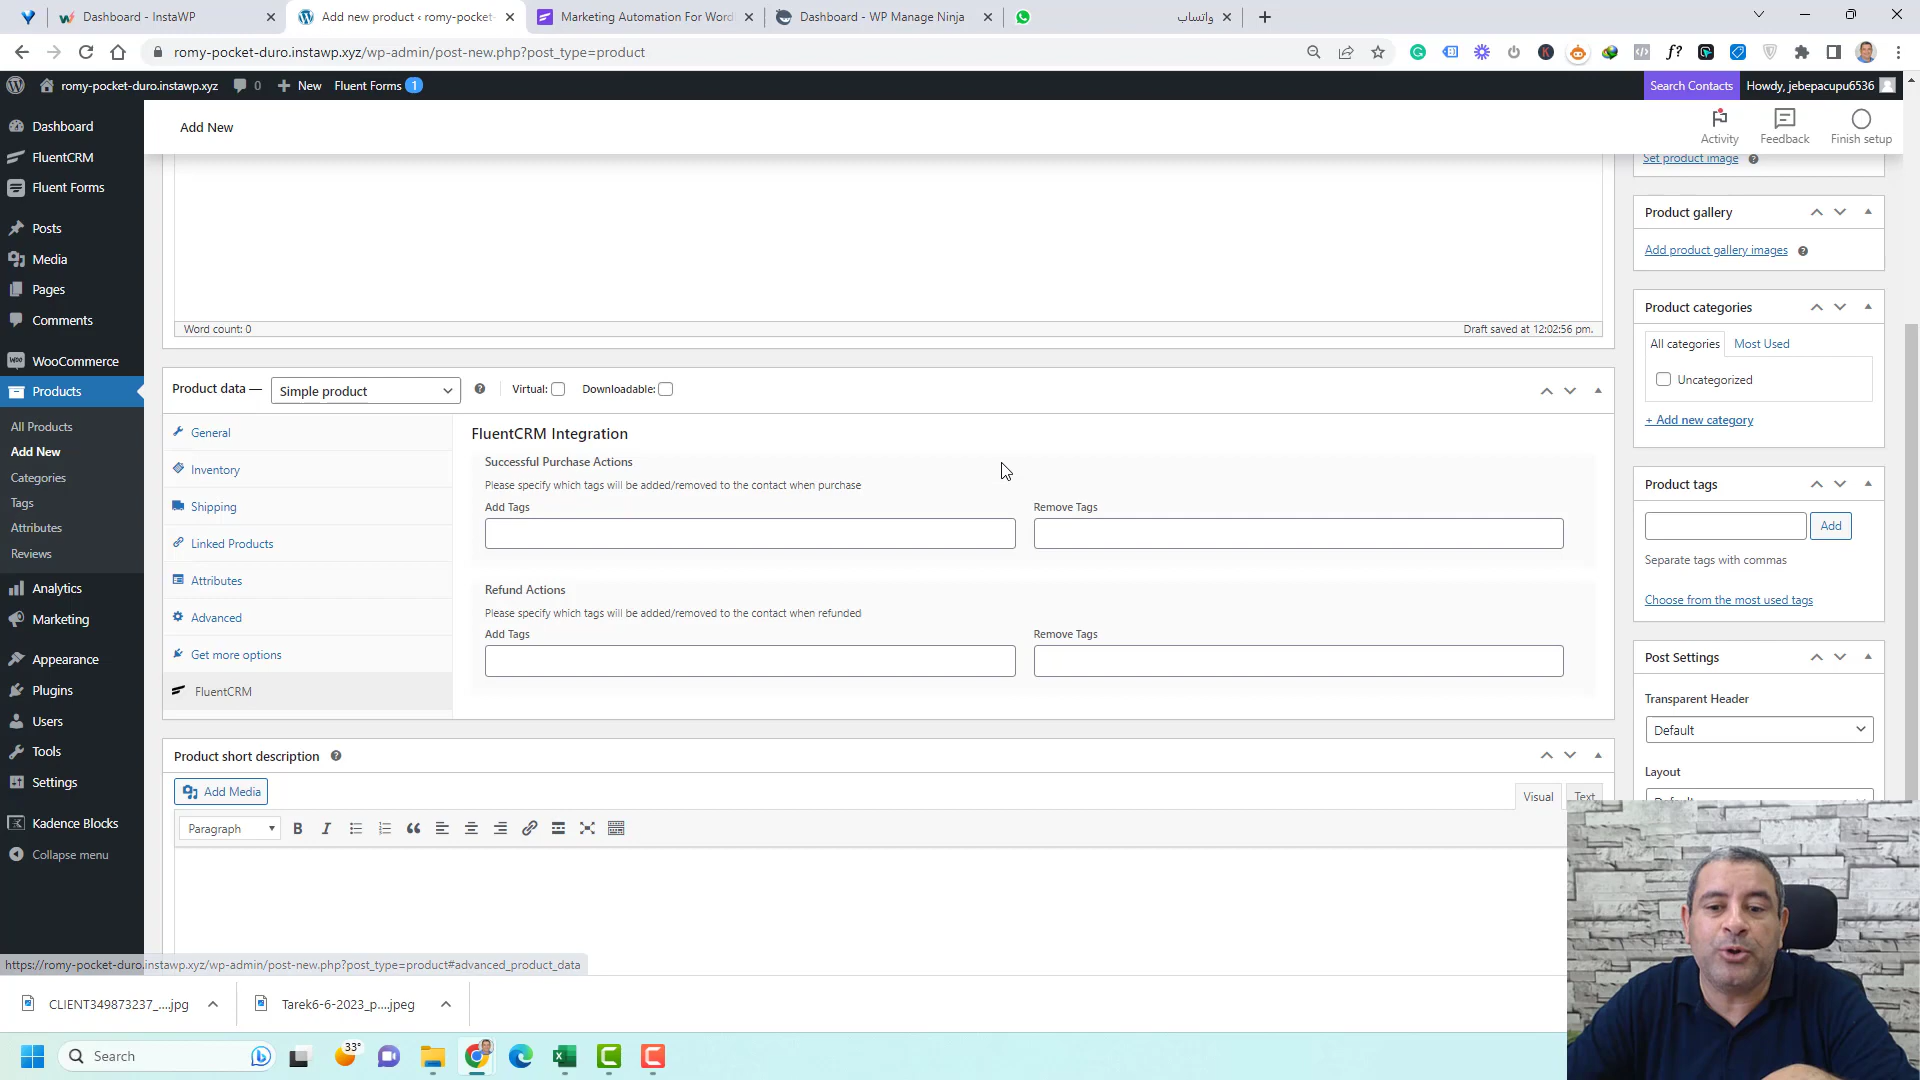 Dashboard - InstaWP
Add new product ‹ romy-pocket-
Marketing Automation For Word
Dashboard - WP Manage Ninja
واتساب
romy-pocket-duro.instawp.xyz/wp-admin/post-new.php?post_type=product
romy-pocket-duro.instawp.xyz
0
New
Fluent Forms 1
Search Contacts
Howdy, jebepacupu6536
Add New
Activity
Feedback
Finish setup
Dashboard
FluentCRM
Fluent Forms
Posts
Media
Pages
Comments
WooCommerce
Products
All Products
Add New
Categories
Tags
Attributes
Reviews
Analytics
Marketing
Appearance
Plugins
Users
Tools
Settings
Kadence Blocks
Collapse menu
Word count: 0
Draft saved at 12:02:56 pm.
Product data —
Simple product
Virtual:
Downloadable:
General
Inventory
Shipping
Linked Products
Attributes
Advanced
Get more options
FluentCRM
FluentCRM Integration
Successful Purchase Actions
Please specify which tags will be added/removed to the contact when purchase
Add Tags
Remove Tags
Refund Actions
Please specify which tags will be added/removed to the contact when refunded
Add Tags
Remove Tags
Product short description
Add Media
Visual
Text
Paragraph
Set product image
Product gallery
Add product gallery images
Product categories
All categories
Most Used
Uncategorized
+ Add new category
Product tags
Add
Separate tags with commas
Choose from the most used tags
Post Settings
Transparent Header
Default
Layout
Default
https://romy-pocket-duro.instawp.xyz/wp-admin/post-new.php?post_type=product#advanced_product_data
CLIENT349873237_....jpg
Tarek6-6-2023_p....jpeg
Search
33°